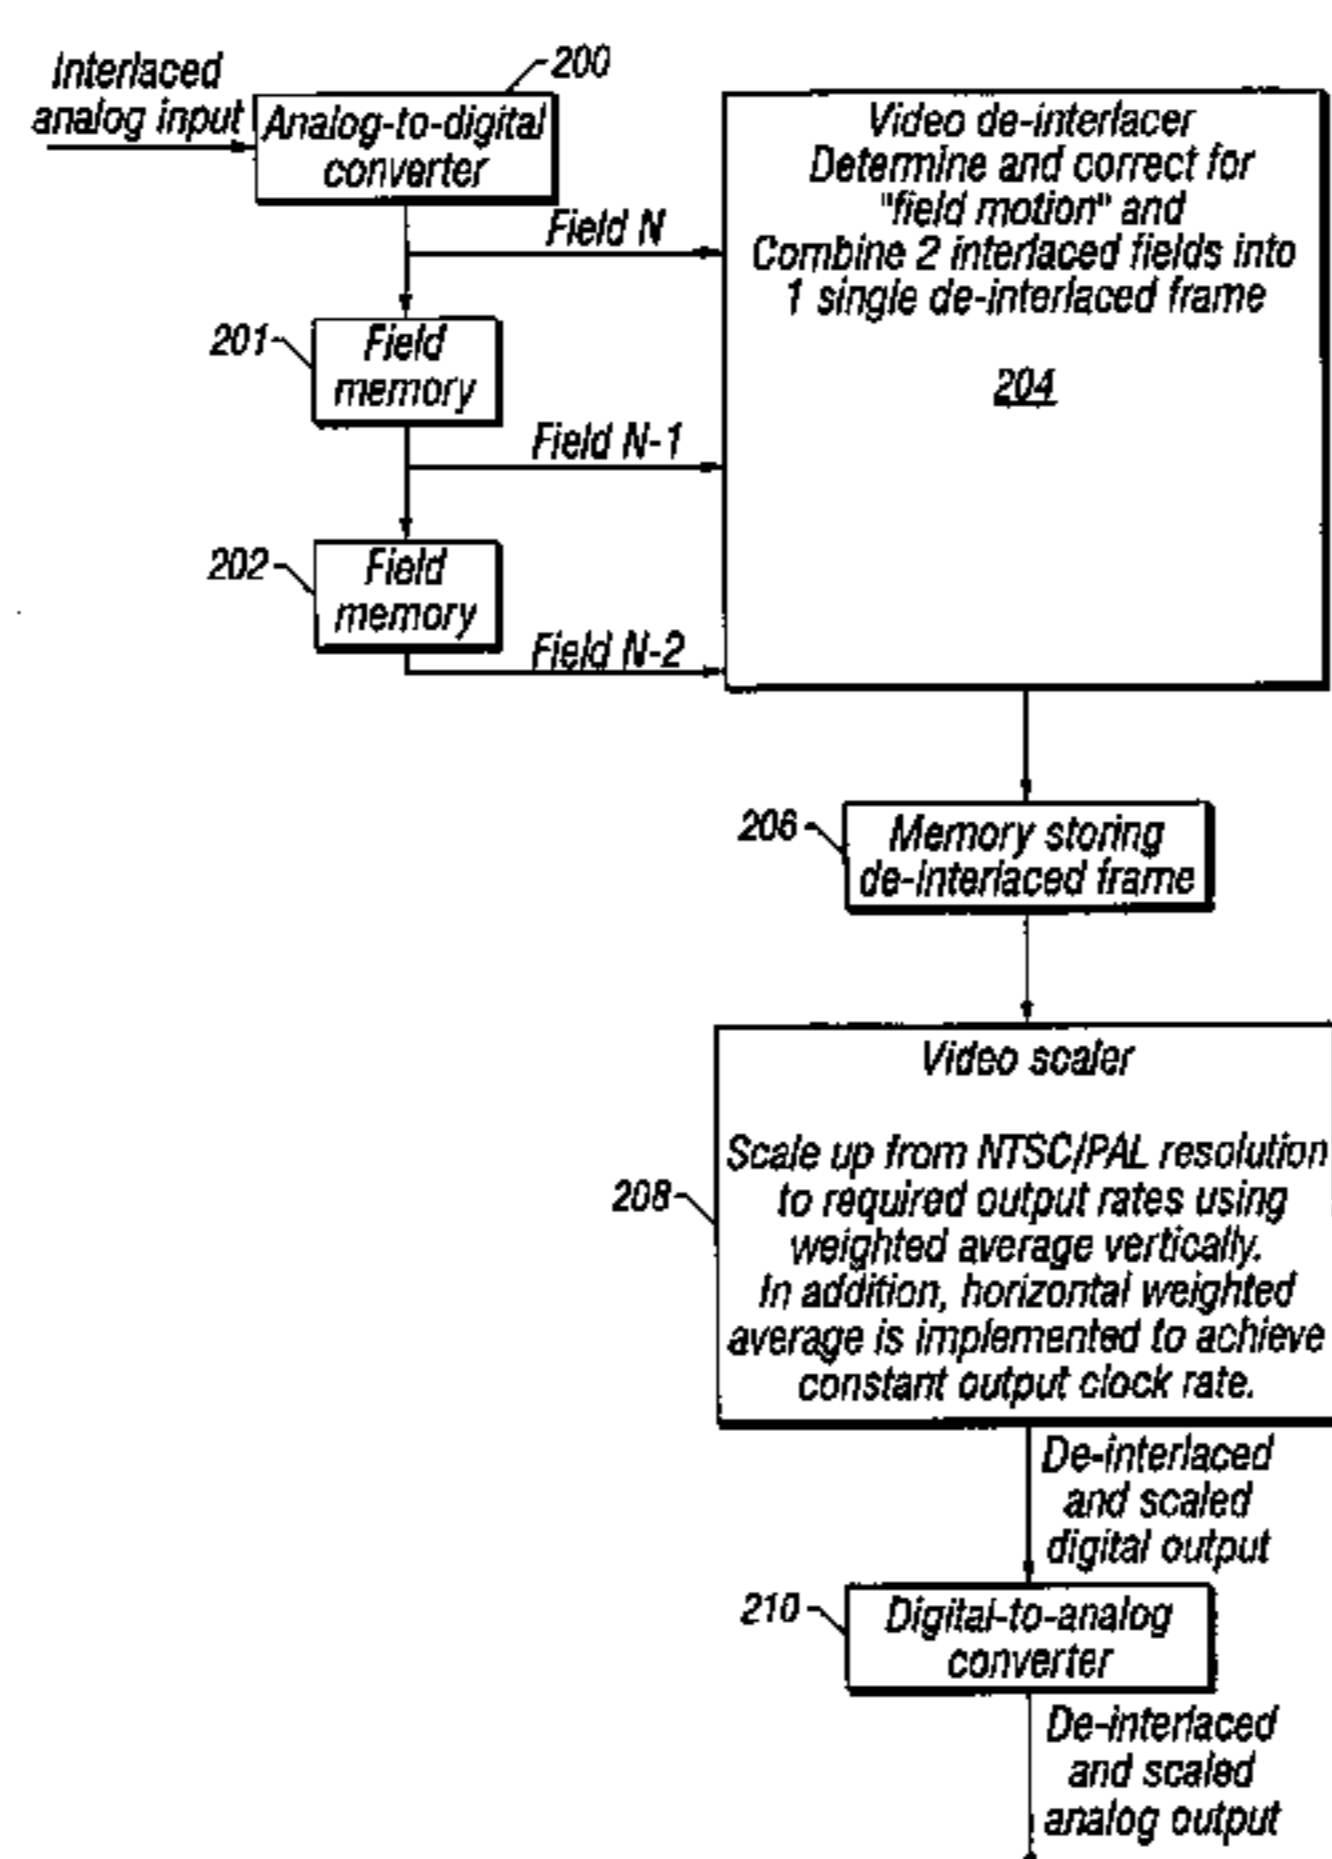 Interlaced
analog input
200
Analog-to-digital
converter
Field N
201
Field
memory
Field N-1
202
Field
memory
Field N-2
Video de-interlacer
Determine and correct for
"field motion" and
Combine 2 interlaced fields into
1 single de-interlaced frame
204
206
Memory storing
de-interlaced frame
Video scaler
208
Scale up from NTSC/PAL resolution
to required output rates using
weighted average vertically.
In addition, horizontal weighted
average is implemented to achieve
constant output clock rate.
De-interlaced
and scaled
digital output
210
Digital-to-analog
converter
De-interlaced
and scaled
analog output